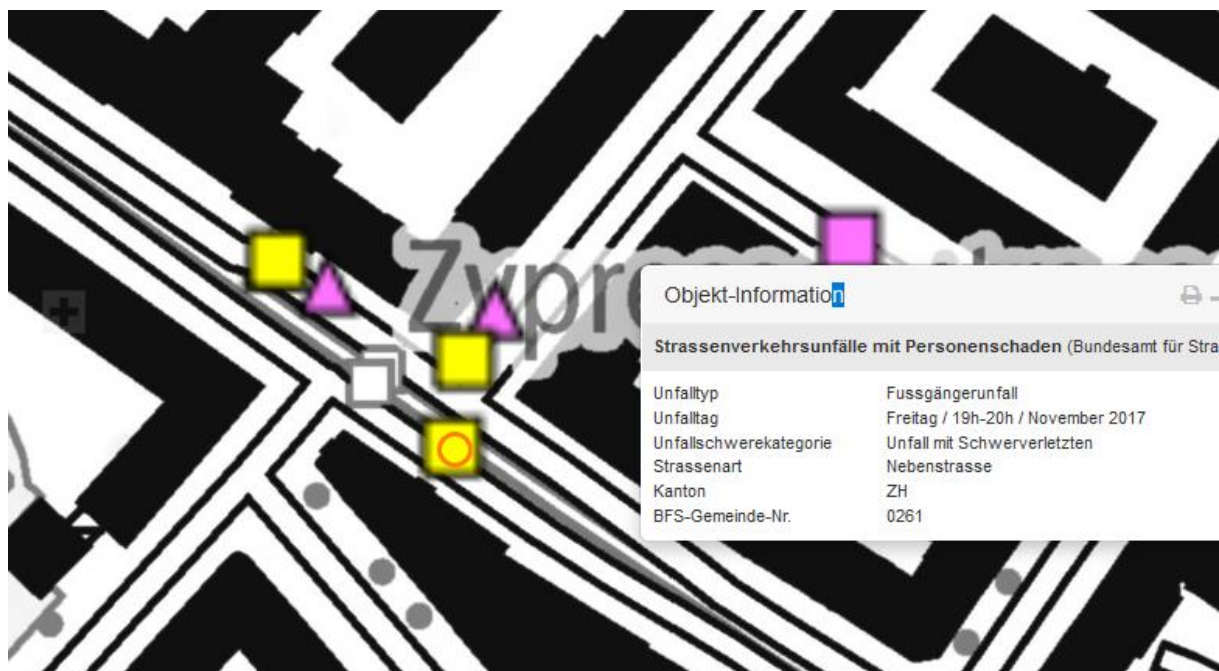 Zypre
Objekt-Information
Strassenverkehrsunfälle mit Personenschaden (Bundesamt für Stra
Unfalltyp Fussgängerunfall
Unfalltag Freitag / 19h-20h / November 2017
Unfallschwerekategorie Unfall mit Schwerverletzten
Strassenart Nebenstrasse
Kanton ZH
BFS-Gemeinde-Nr. 0261